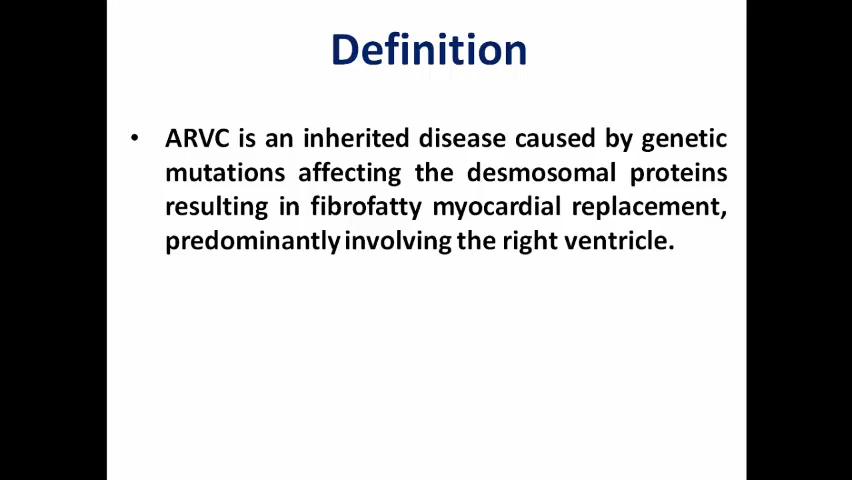 Definition
• ARVC is an inherited disease caused by genetic
mutations affecting the desmosomal proteins
resulting in fibrofatty myocardial replacement,
predominantly involving the right ventricle.